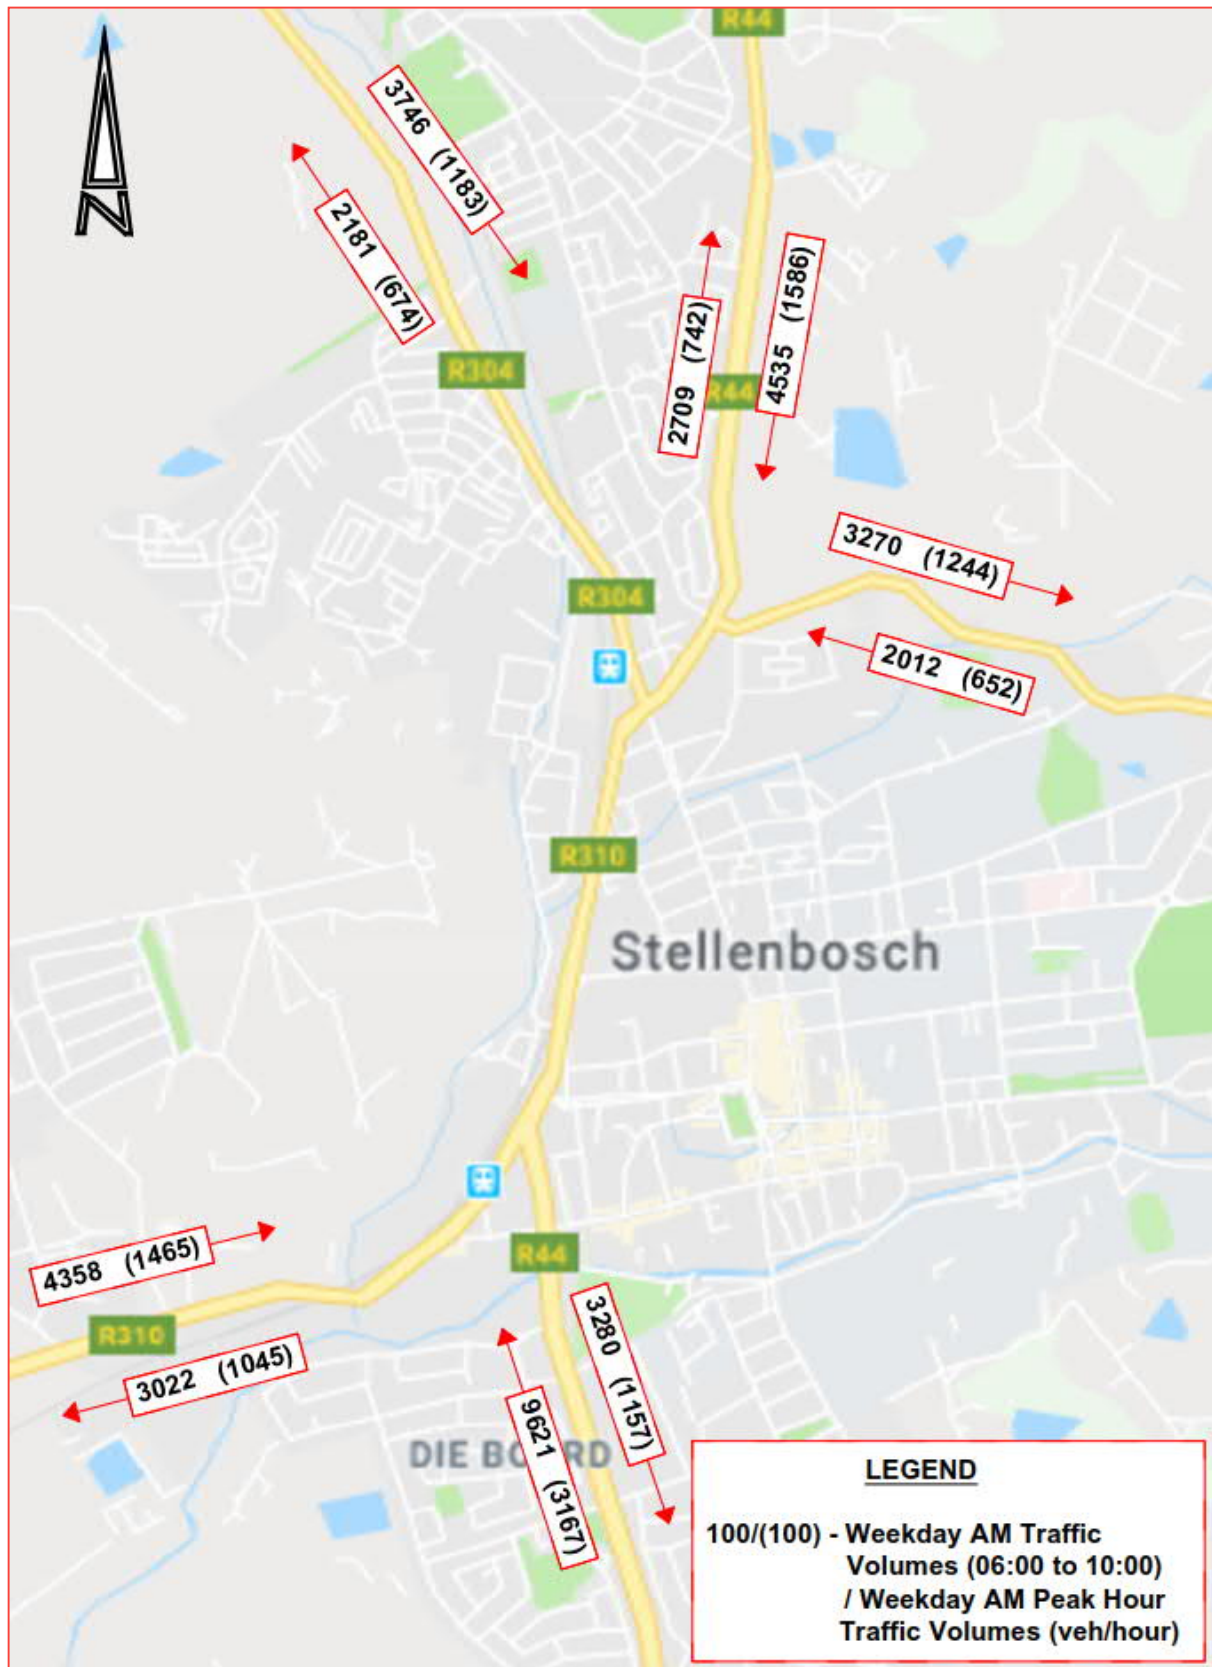 R44
N
3746 (1183)
2181 (674)
R304
2709 (742)
R44
4535 (1586)
3270 (1244)
R304
2012 (652)
R310
Stellenbosch
4358 (1465)
R44
R310
3022 (1045)
3280 (1157)
9621 (3167)
DIE BOORD
LEGEND
100/(100) - Weekday AM Traffic
Volumes (06:00 to 10:00)
/ Weekday AM Peak Hour
Traffic Volumes (veh/hour)